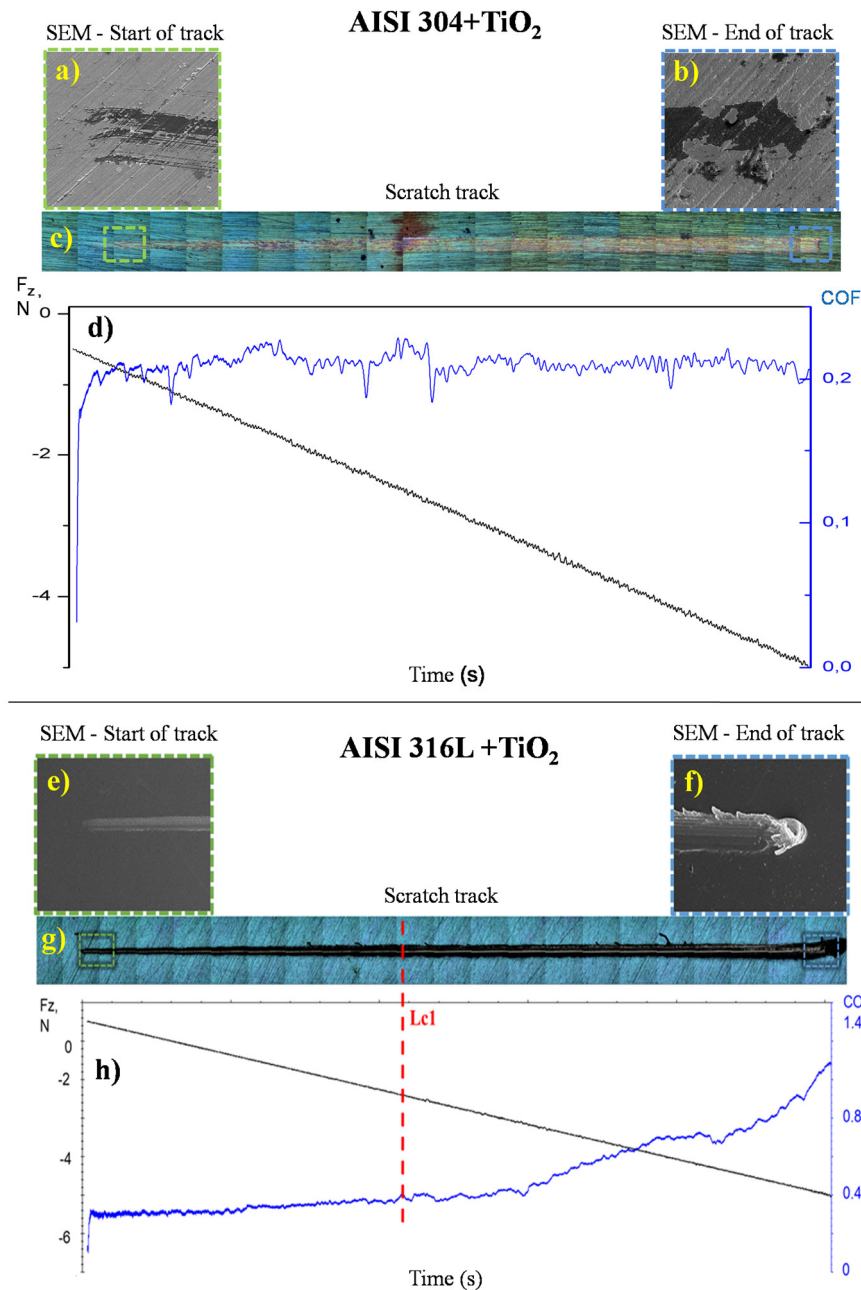 AISI 304+TiO₂
SEM - Start of track
SEM - End of track
a)
b)
Scratch track
c)
Fz,
N
COF
d)
0
-2
-4
0,2
0,1
0,0
Time (s)
AISI 316L +TiO₂
SEM - Start of track
SEM - End of track
e)
f)
Scratch track
g)
Fz,
N
CO
Lc1
h)
0
-2
-4
-6
1.4
0.8
0.4
0
Time (s)